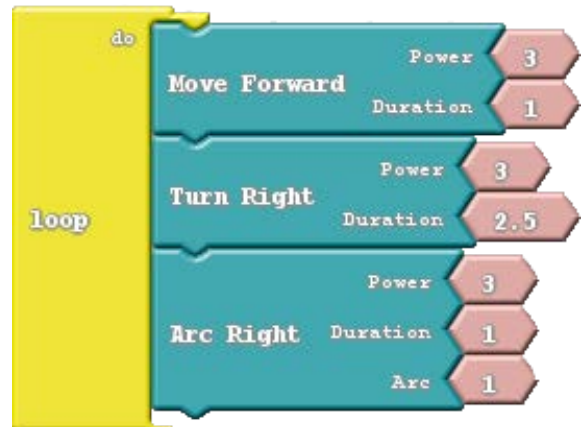 do
Power 3
Move Forward
Duration 1
Power 3
Turn Right
Duration 2.5
loop
Power 3
Arc Right Duration 1
Arc 1